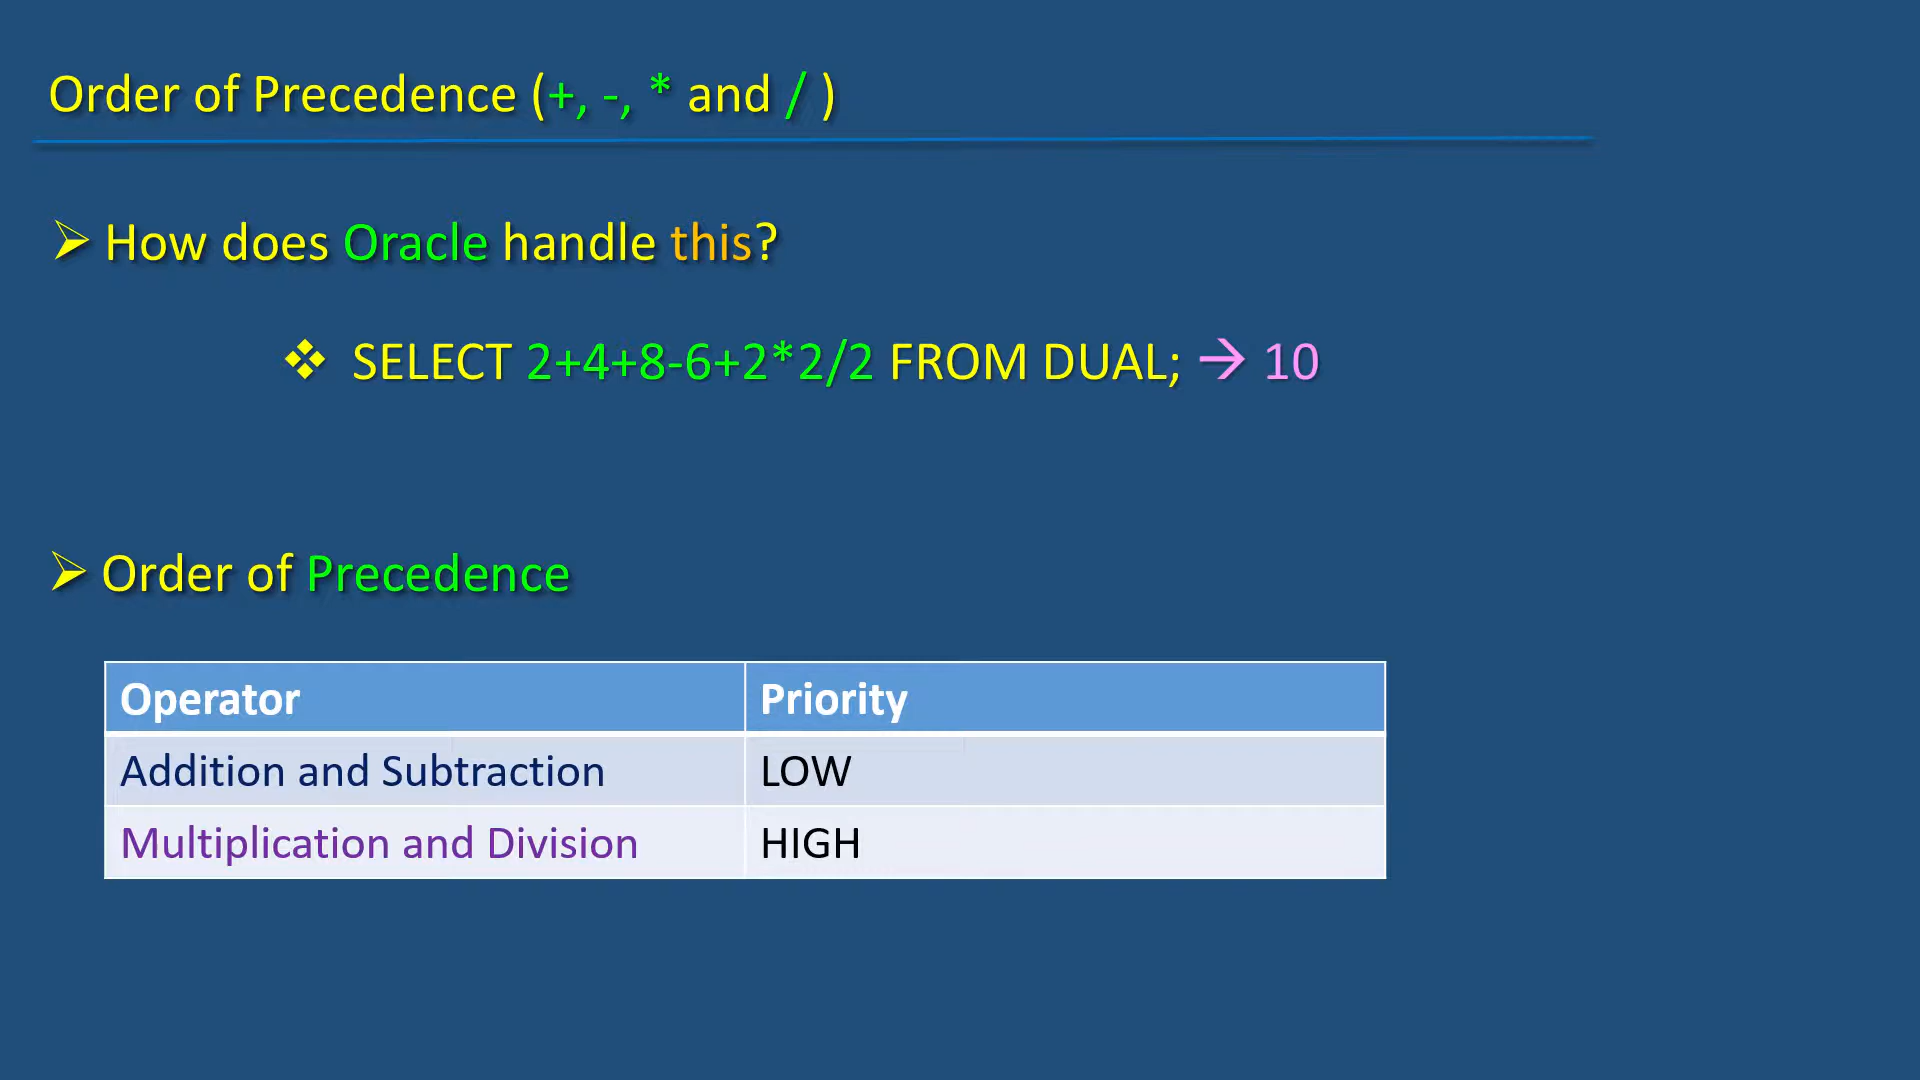 Order of Precedence (+, -, * and / )
➢ How does Oracle handle this?
❖ SELECT 2+4+8-6+2*2/2 FROM DUAL; → 10
➢ Order of Precedence
Operator Priority
Addition and Subtraction LOW
Multiplication and Division HIGH